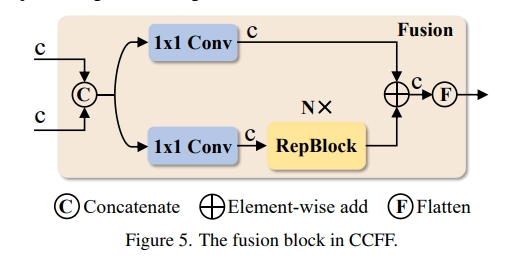 Fusion
C
1x1 Conv
C
C
C
F
N×
C
1x1 Conv
C
RepBlock
C Concatenate
Element-wise add
F Flatten
Figure 5. The fusion block in CCFF.